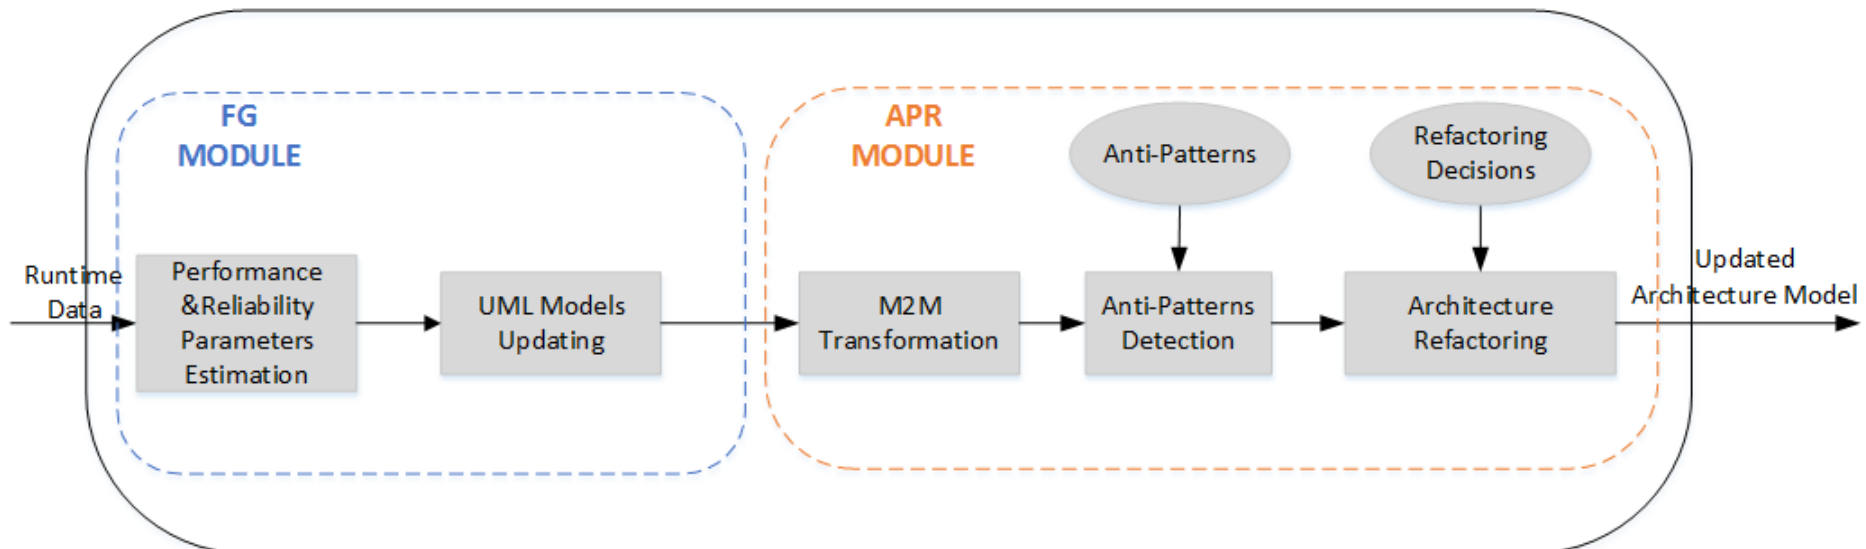 FG
MODULE
APR
MODULE
Anti-Patterns
Refactoring
Decisions
Runtime
Data
Performance
&Reliability
Parameters
Estimation
UML Models
Updating
M2M
Transformation
Anti-Patterns
Detection
Architecture
Refactoring
Updated
Architecture Model